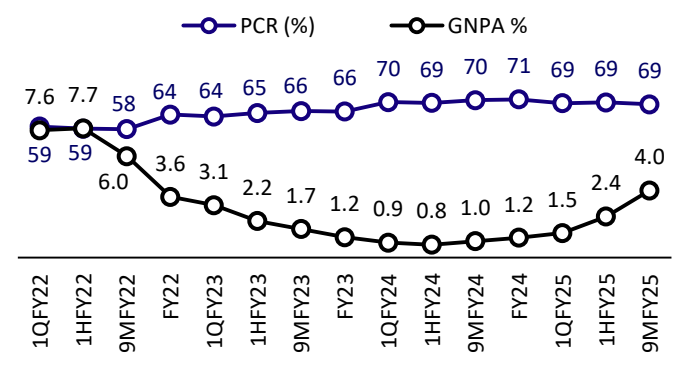 PCR (%) GNPA %
7.6 7.7 58 64 64 65 66 66 70 69 70 71 69 69 69
59 59 6.0 3.6 3.1 2.2 1.7 1.2 0.9 0.8 1.0 1.2 1.5 2.4 4.0
1QFY22
1HFY22
9MFY22
FY22
1QFY23
1HFY23
9MFY23
FY23
1QFY24
1HFY24
9MFY24
FY24
1QFY25
1HFY25
9MFY25